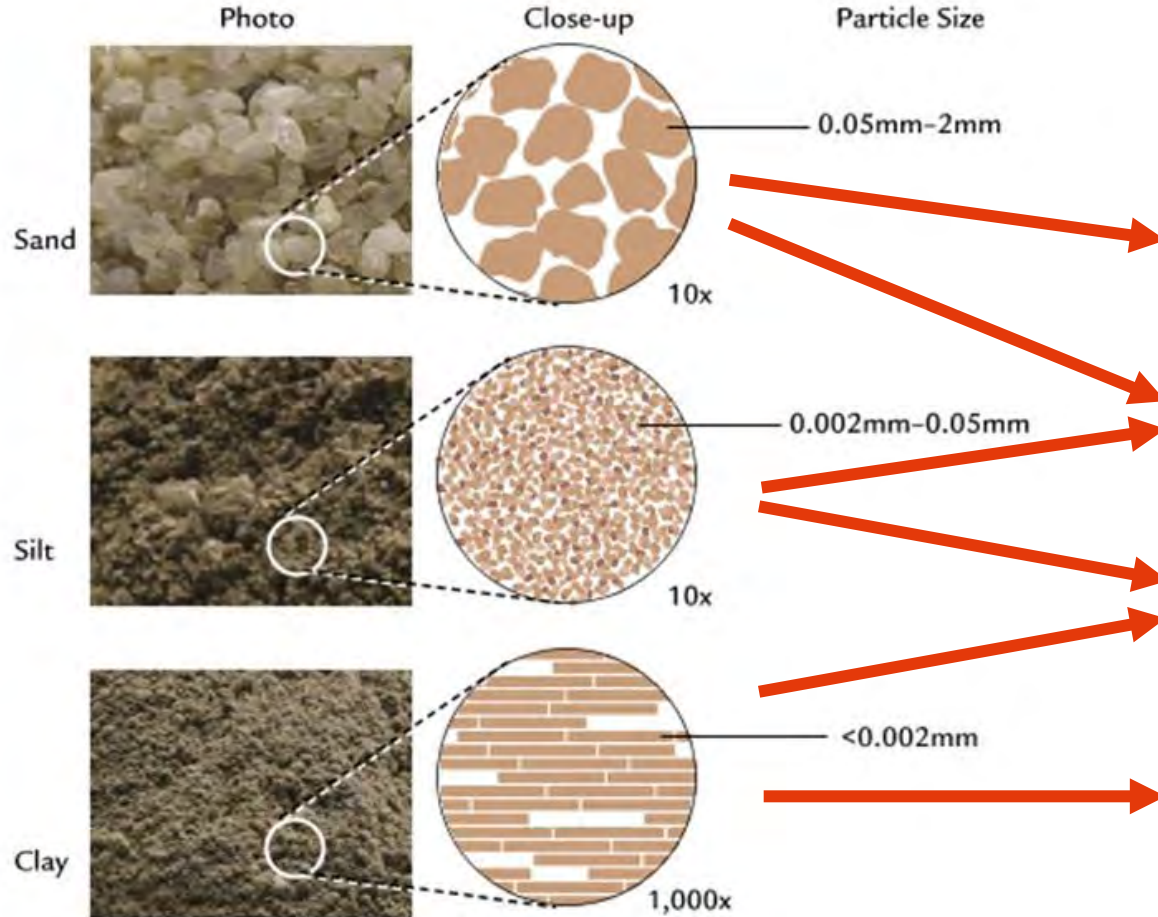 Photo Close-up Particle Size
0.05mm–2mm
Sand
10x
0.002mm–0.05mm
Silt
10x
<0.002mm
Clay
1,000x